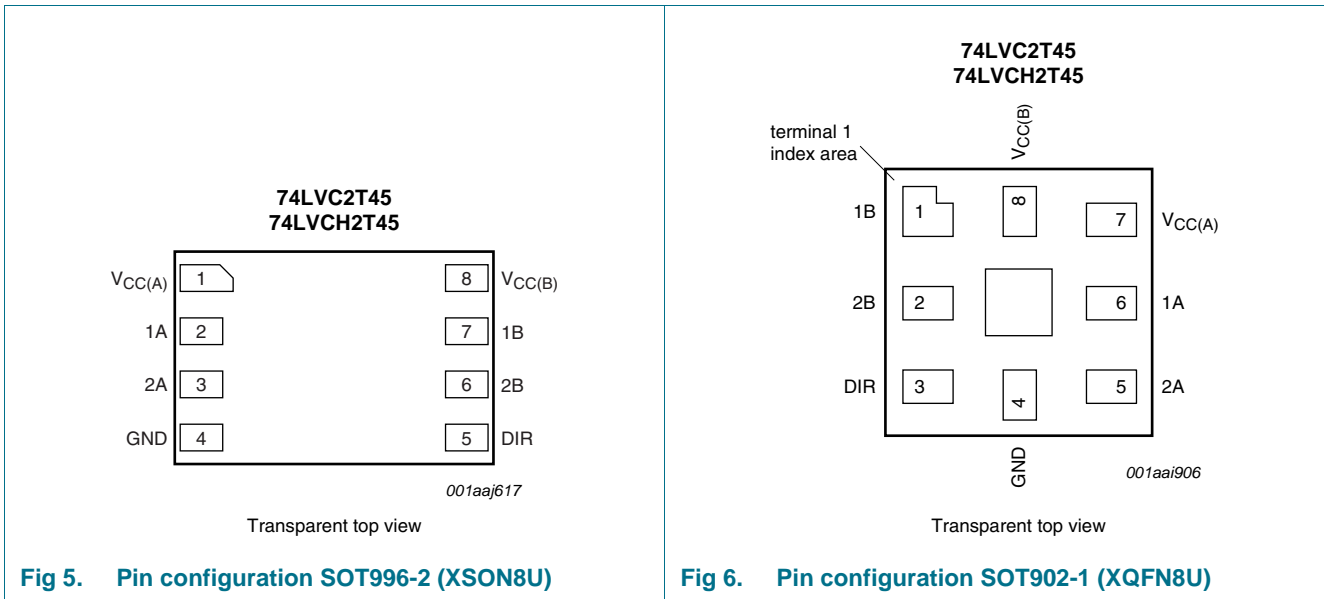 74LVC2T45
74LVCH2T45
VCC(A) 1 8 VCC(B)
1A 2 7 1B
2A 3 6 2B
GND 4 5 DIR
001aaj617
Transparent top view
Fig 5. Pin configuration SOT996-2 (XSON8U)
74LVC2T45
74LVCH2T45
terminal 1
index area
VCC(B)
1B 1 8 7 VCC(A)
2B 2 6 1A
DIR 3 4 5 2A
GND
001aai906
Transparent top view
Fig 6. Pin configuration SOT902-1 (XQFN8U)